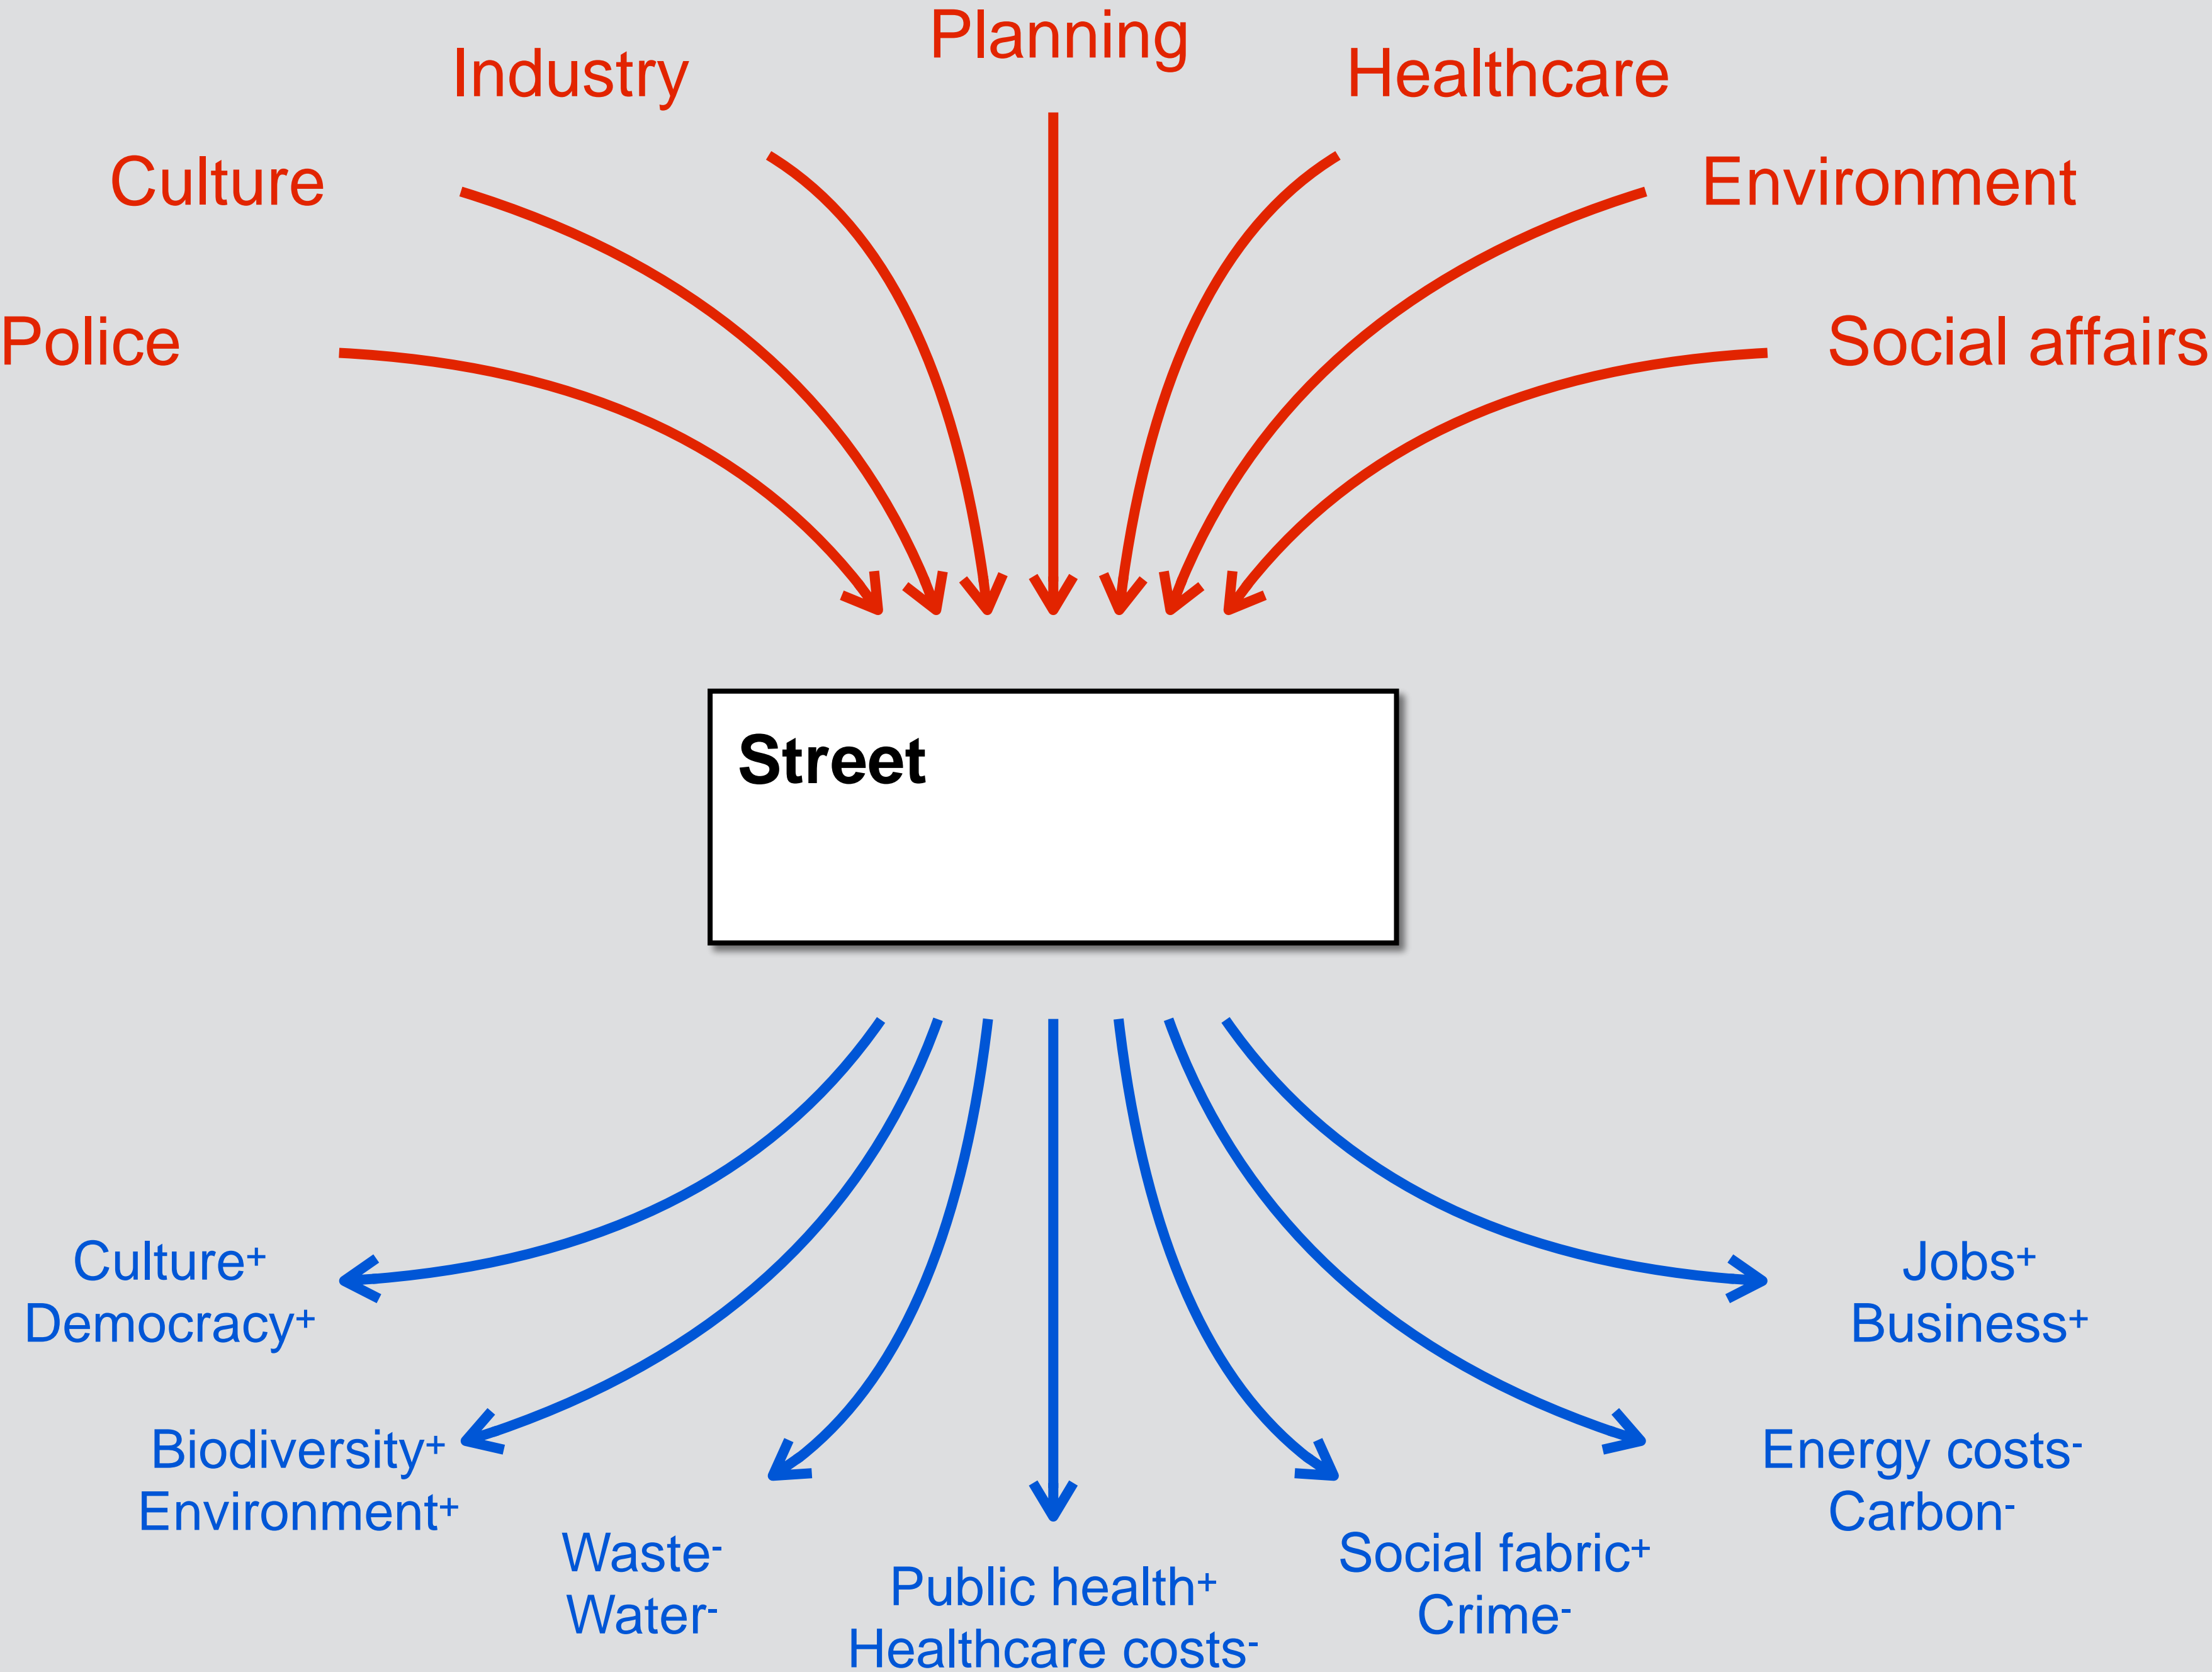 Planning
Industry
Healthcare
Culture
Environment
Police
Social affairs
Street
Culture+
Democracy+
Jobs+
Business+
Biodiversity+
Environment+
Energy costs-
Carbon-
Waste-
Water-
Public health+
Healthcare costs-
Social fabric+
Crime-